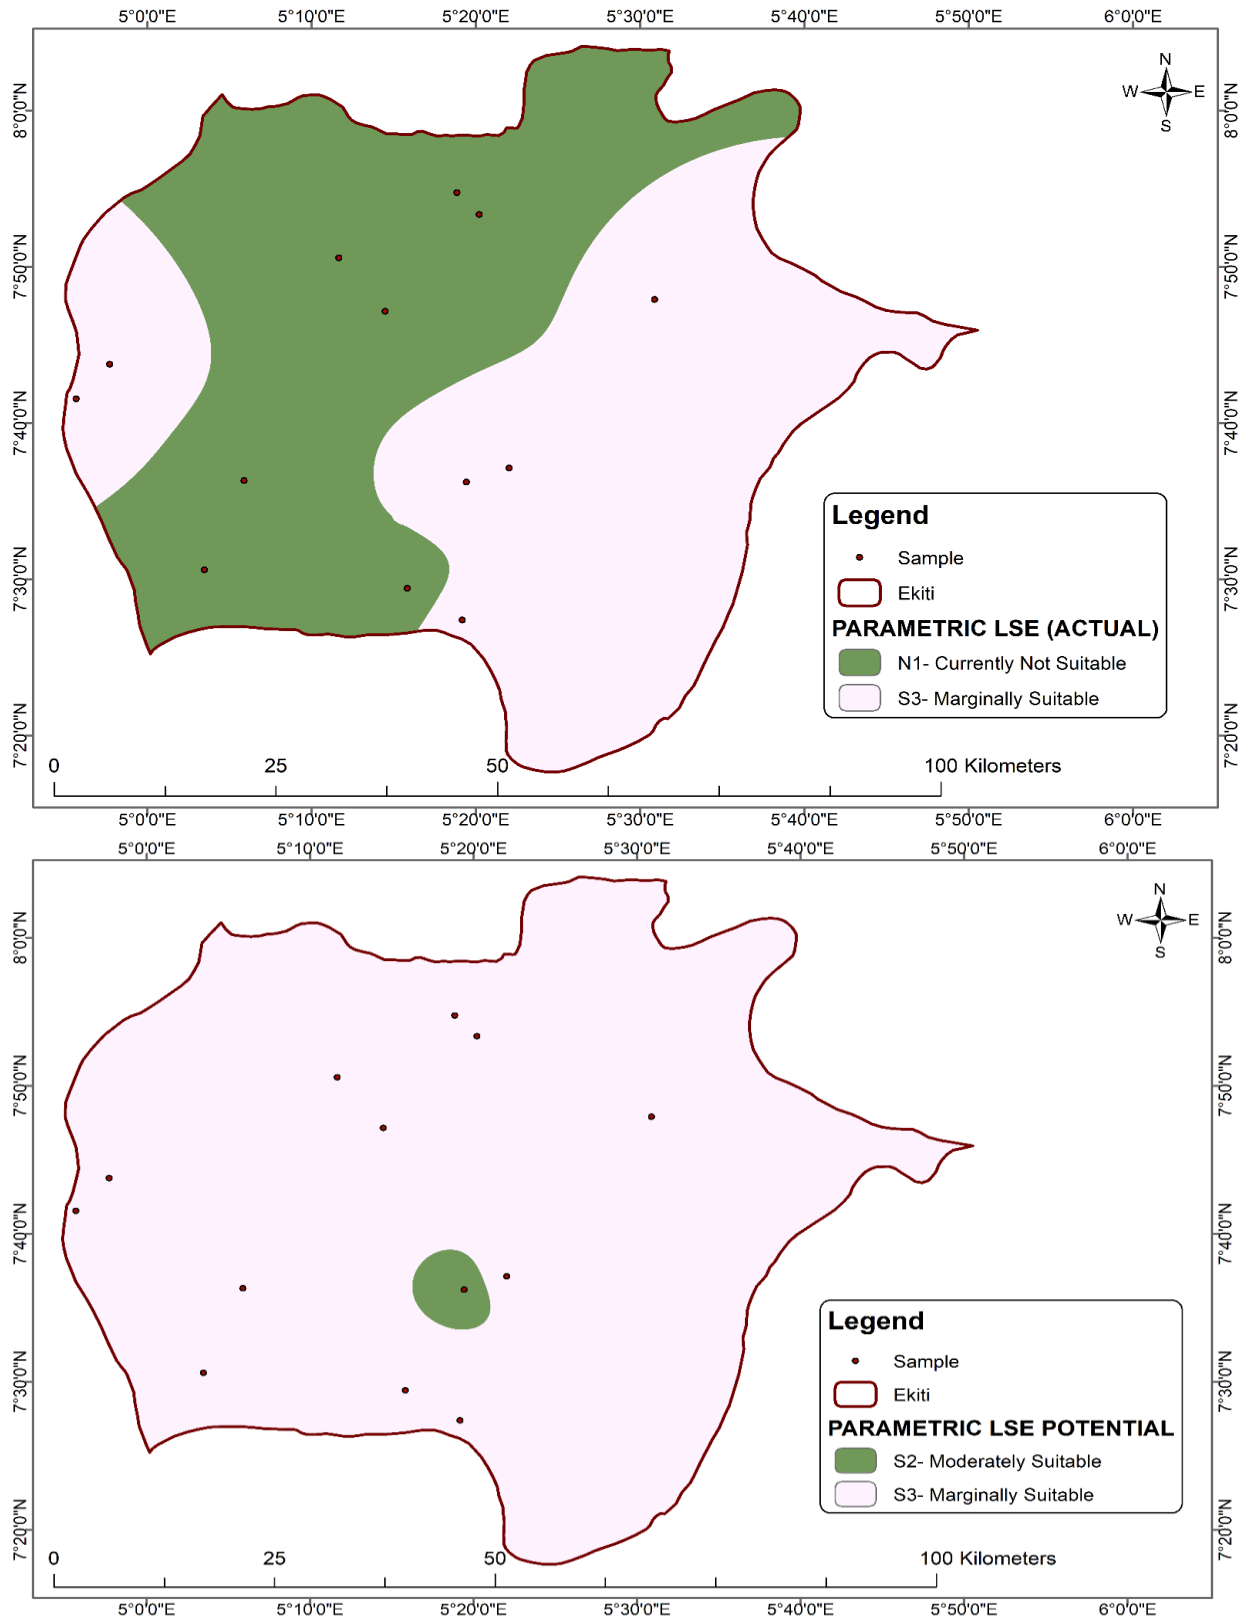 5°0'0"E 5°10'0"E 5°20'0"E 5°30'0"E 5°40'0"E 5°50'0"E 6°0'0"E
N
W E
S
8°0'0"N 8°0'0"N
7°50'0"N 7°50'0"N
7°40'0"N 7°40'0"N
7°30'0"N 7°30'0"N
7°20'0"N 7°20'0"N
Legend
Sample
Ekiti
PARAMETRIC LSE (ACTUAL)
N1- Currently Not Suitable
S3- Marginally Suitable
0 25 50 100 Kilometers
5°0'0"E 5°10'0"E 5°20'0"E 5°30'0"E 5°40'0"E 5°50'0"E 6°0'0"E
5°0'0"E 5°10'0"E 5°20'0"E 5°30'0"E 5°40'0"E 5°50'0"E 6°0'0"E
N
W E
S
8°0'0"N 8°0'0"N
7°50'0"N 7°50'0"N
7°40'0"N 7°40'0"N
7°30'0"N 7°30'0"N
7°20'0"N 7°20'0"N
Legend
Sample
Ekiti
PARAMETRIC LSE POTENTIAL
S2- Moderately Suitable
S3- Marginally Suitable
0 25 50 100 Kilometers
5°0'0"E 5°10'0"E 5°20'0"E 5°30'0"E 5°40'0"E 5°50'0"E 6°0'0"E